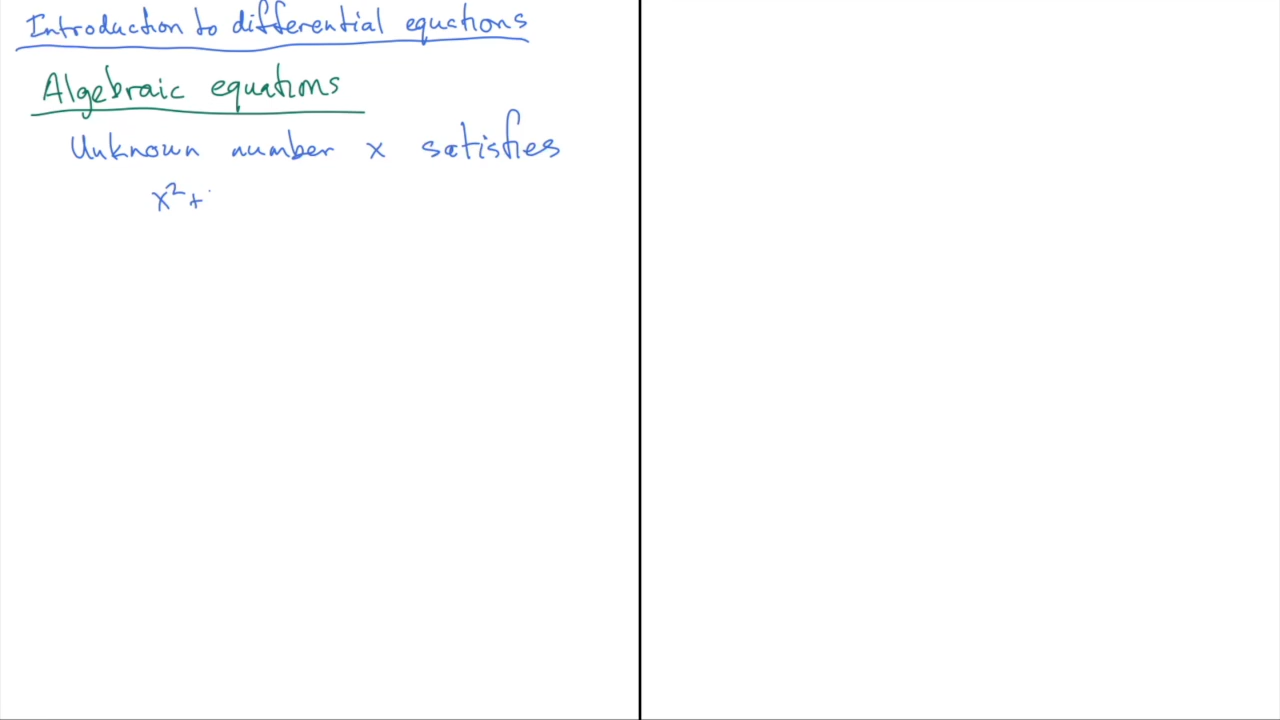 Introduction to differential equations
Algebraic equations
Unknown number x satisfies
x²+